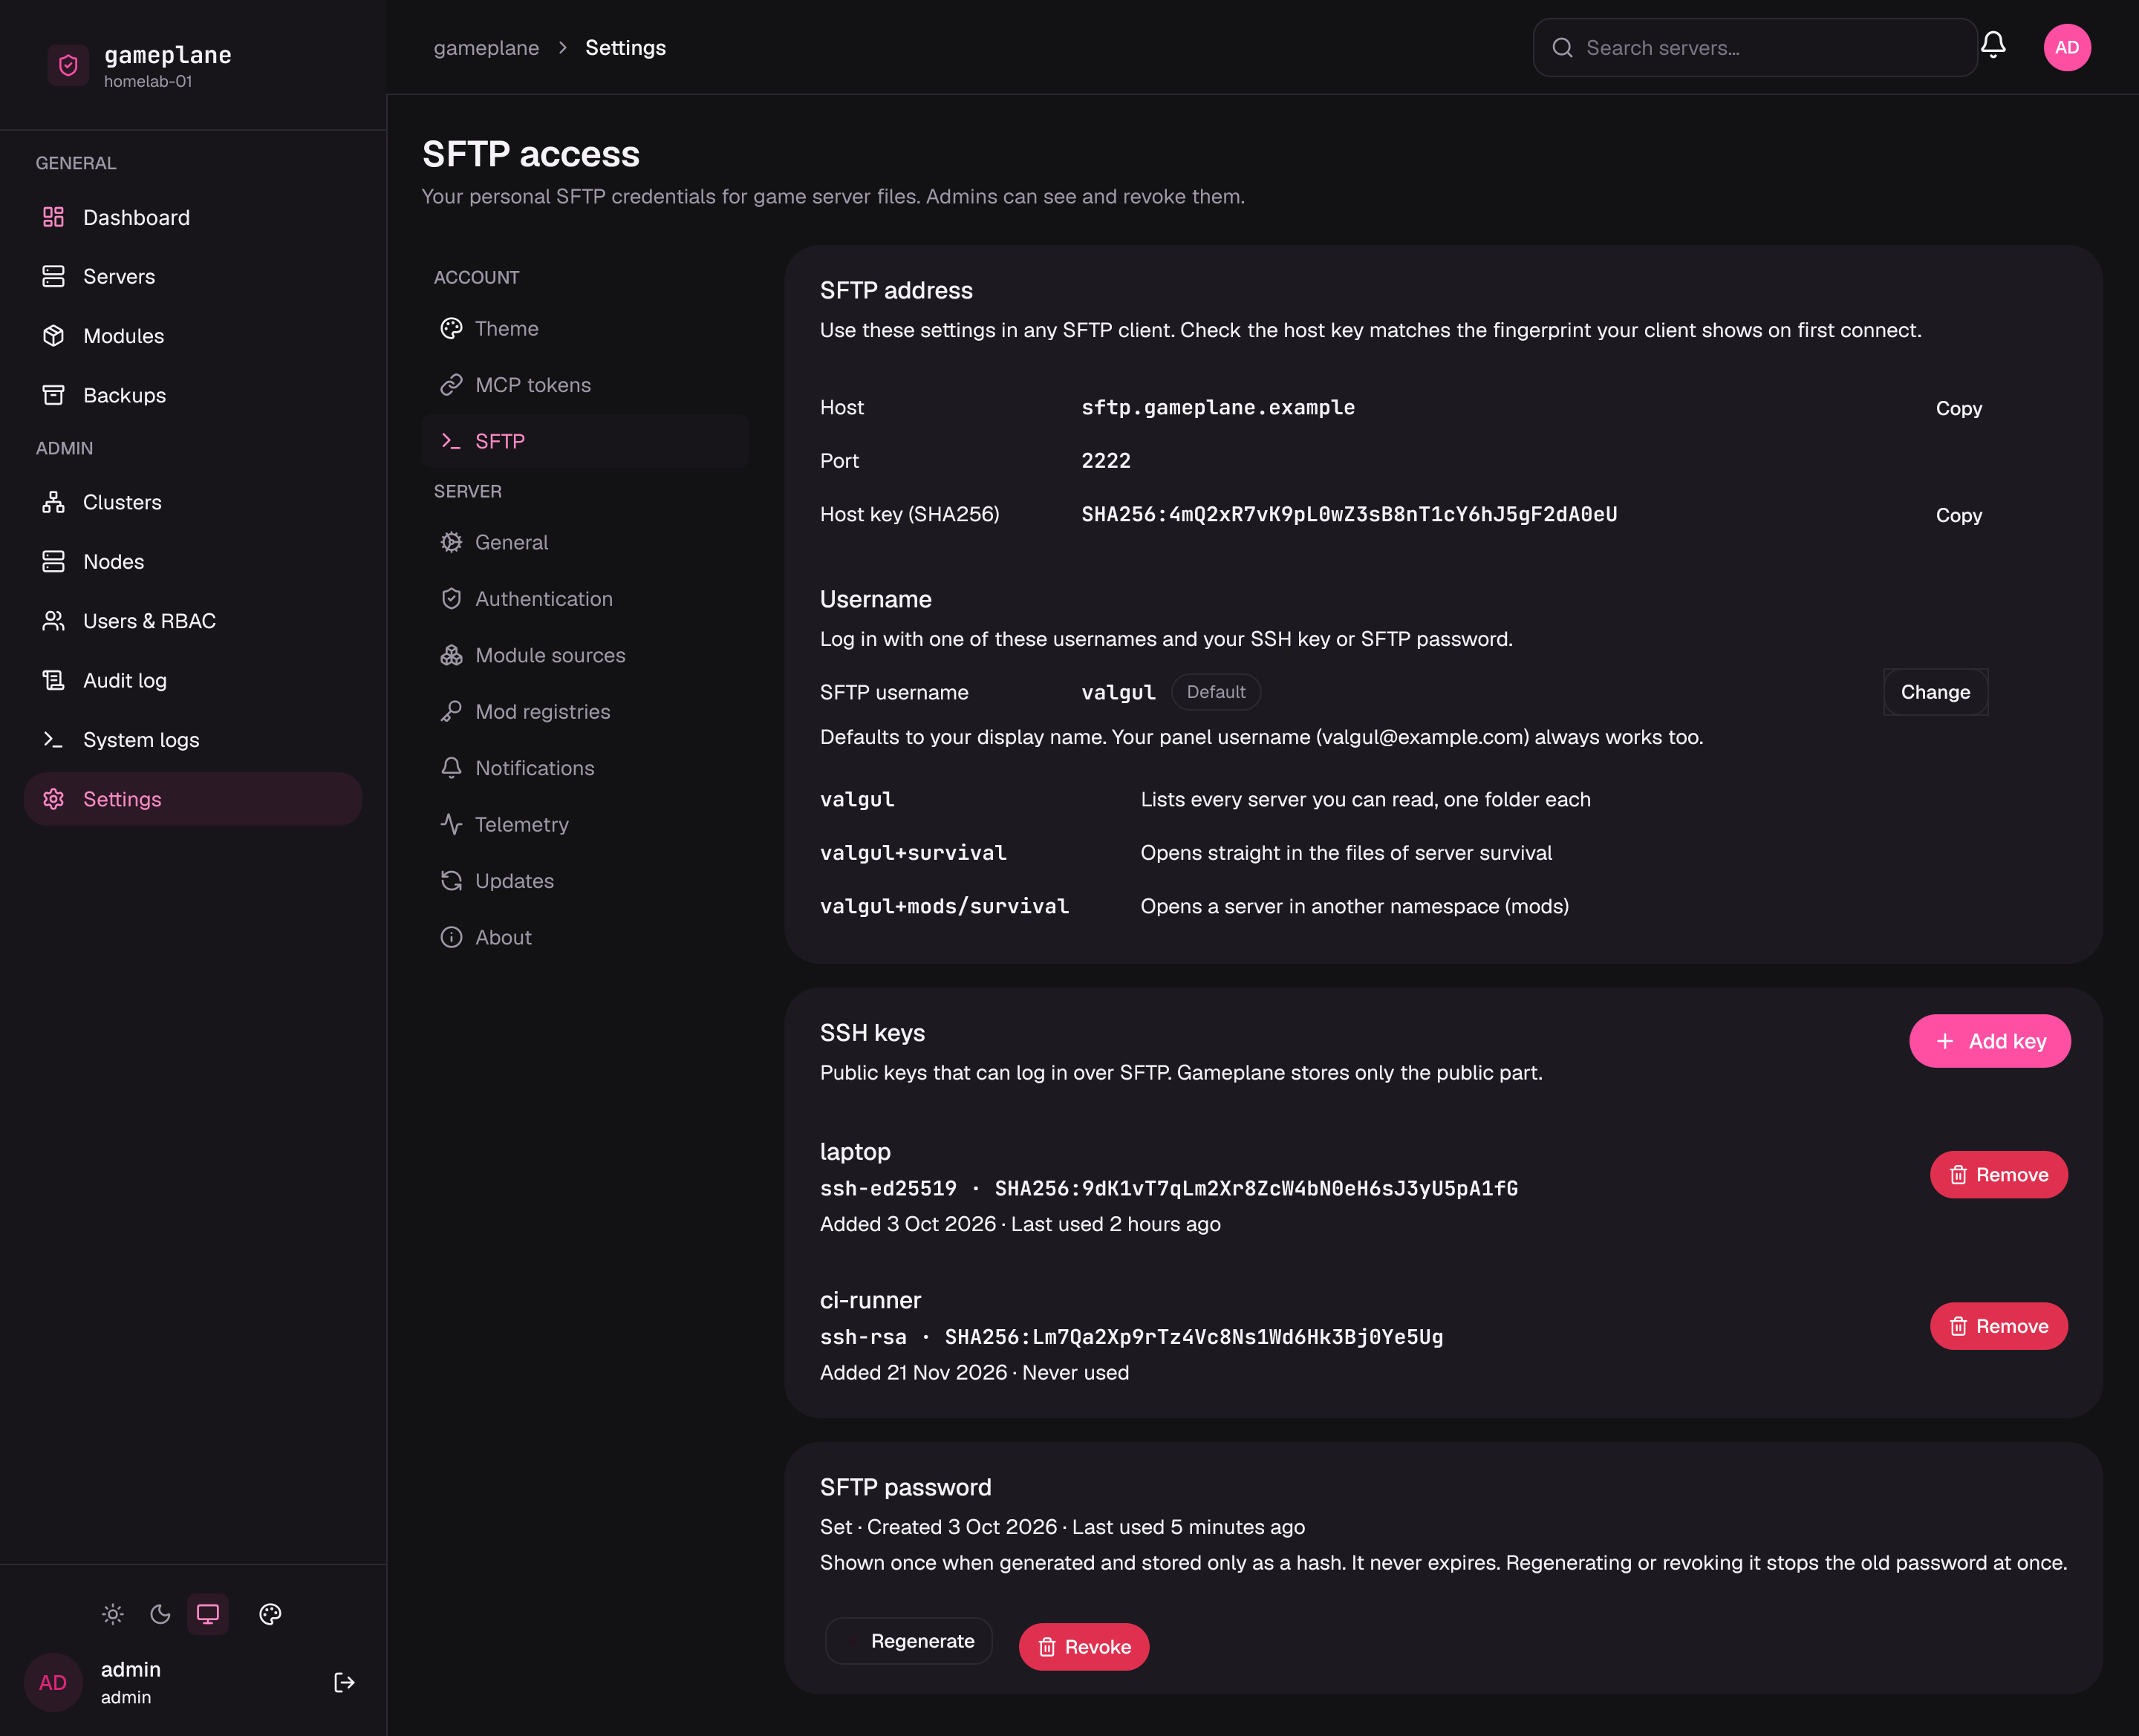 gameplane
homelab-01
GENERAL
Dashboard
Servers
Modules
Backups
ADMIN
Clusters
Nodes
Users & RBAC
Audit log
System logs
Settings
AD
admin
admin
gameplane > Settings
Search servers...
AD
SFTP access
Your personal SFTP credentials for game server files. Admins can see and revoke them.
ACCOUNT
Theme
MCP tokens
SFTP
SERVER
General
Authentication
Module sources
Mod registries
Notifications
Telemetry
Updates
About
SFTP address
Use these settings in any SFTP client. Check the host key matches the fingerprint your client shows on first connect.
Host sftp.gameplane.example Copy
Port 2222
Host key (SHA256) SHA256:4mQ2xR7vK9pL0wZ3sB8nT1cY6hJ5gF2dA0eU Copy
Username
Log in with one of these usernames and your SSH key or SFTP password.
SFTP username valgul Default Change
Defaults to your display name. Your panel username (valgul@example.com) always works too.
valgul Lists every server you can read, one folder each
valgul+survival Opens straight in the files of server survival
valgul+mods/survival Opens a server in another namespace (mods)
SSH keys
Add key
Public keys that can log in over SFTP. Gameplane stores only the public part.
laptop
ssh-ed25519 · SHA256:9dK1vT7qLm2Xr8ZcW4bN0eH6sJ3yU5pA1fG
Added 3 Oct 2026 · Last used 2 hours ago
Remove
ci-runner
ssh-rsa · SHA256:Lm7Qa2Xp9rTz4Vc8Ns1Wd6Hk3Bj0Ye5Ug
Added 21 Nov 2026 · Never used
Remove
SFTP password
Set · Created 3 Oct 2026 · Last used 5 minutes ago
Shown once when generated and stored only as a hash. It never expires. Regenerating or revoking it stops the old password at once.
Regenerate Revoke